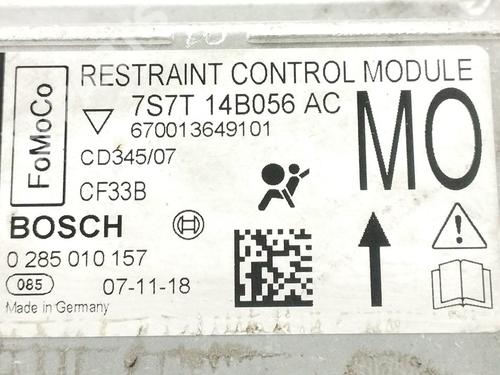 FoMoCo
RESTRAINT CONTROL MODULE
7S7T 14B056 AC
670013649101
CD345/07
CF33B
MO
BOSCH
0 285 010 157
085
07-11-18
Made in Germany